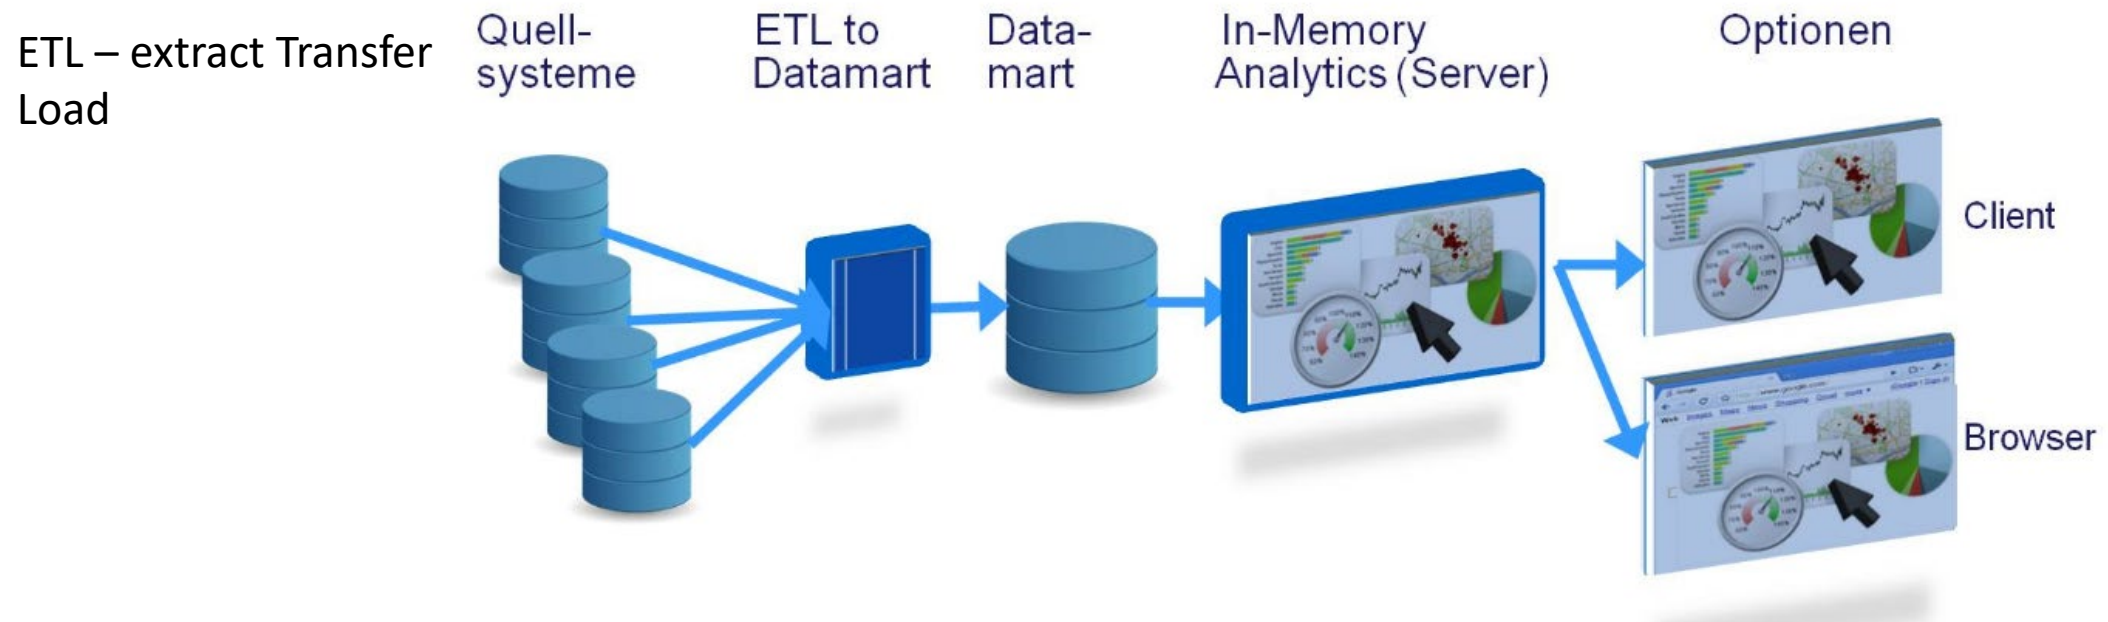 ETL – extract Transfer
Load
Quell-
systeme
ETL to
Datamart
Data-
mart
In-Memory
Analytics (Server)
Optionen
Client
Browser